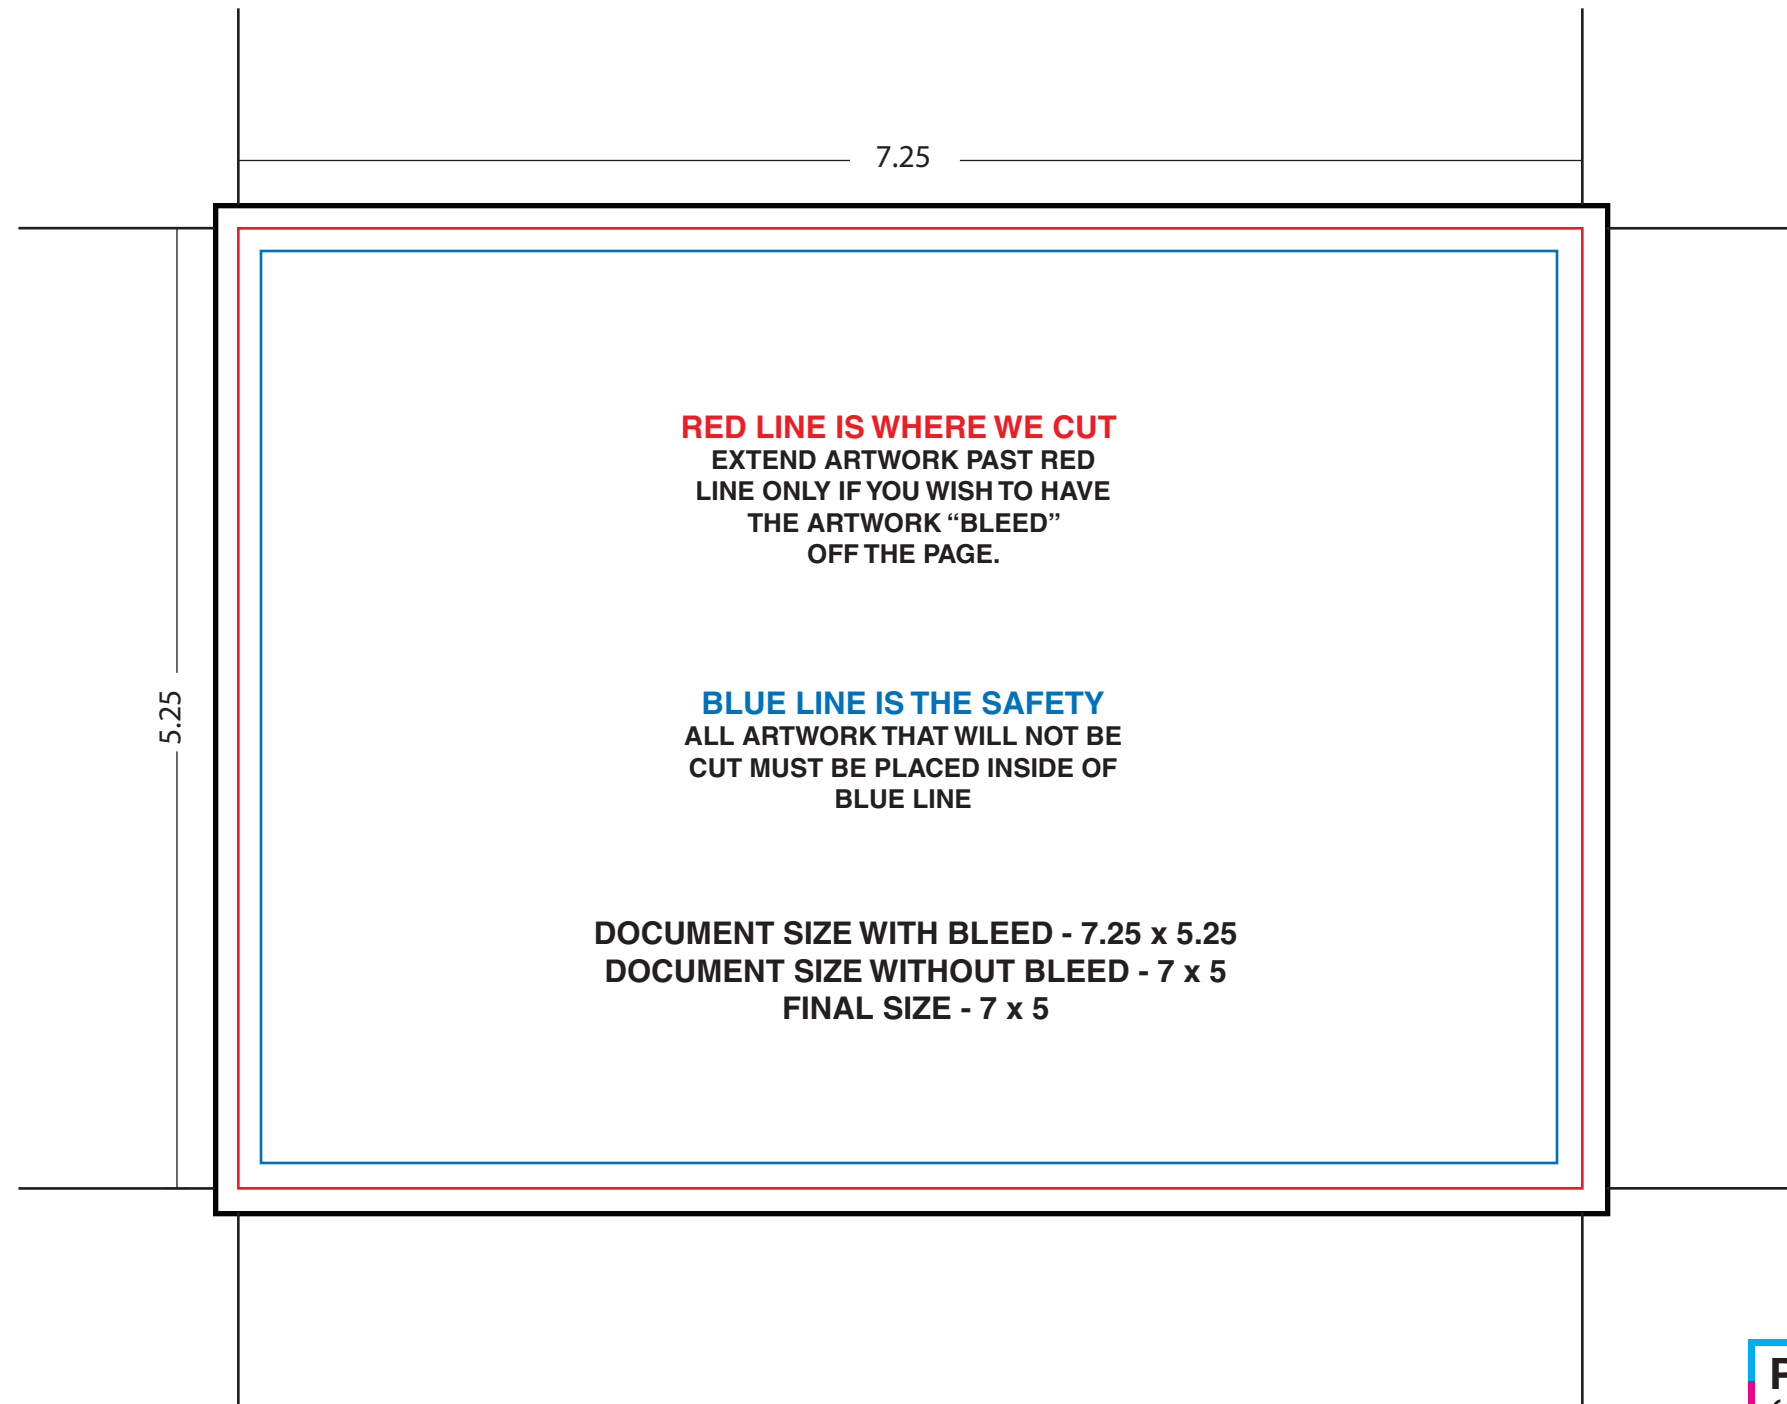 7.25
5.25
RED LINE IS WHERE WE CUT
EXTEND ARTWORK PAST RED
LINE ONLY IF YOU WISH TO HAVE
THE ARTWORK “BLEED”
OFF THE PAGE.
BLUE LINE IS THE SAFETY
ALL ARTWORK THAT WILL NOT BE
CUT MUST BE PLACED INSIDE OF
BLUE LINE
DOCUMENT SIZE WITH BLEED - 7.25 x 5.25
DOCUMENT SIZE WITHOUT BLEED - 7 x 5
FINAL SIZE - 7 x 5